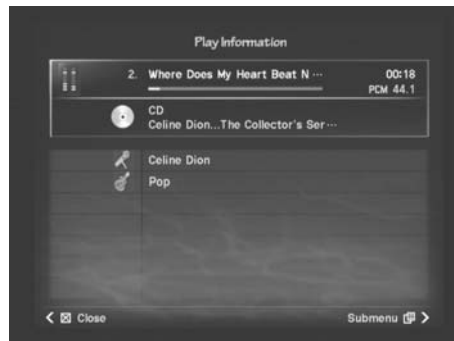 Play Information
2. Where Does My Heart Beat N ··· 00:18
PCM 44.1
CD
Celine Dion...The Collector's Ser ···
Celine Dion
Pop
Close Submenu